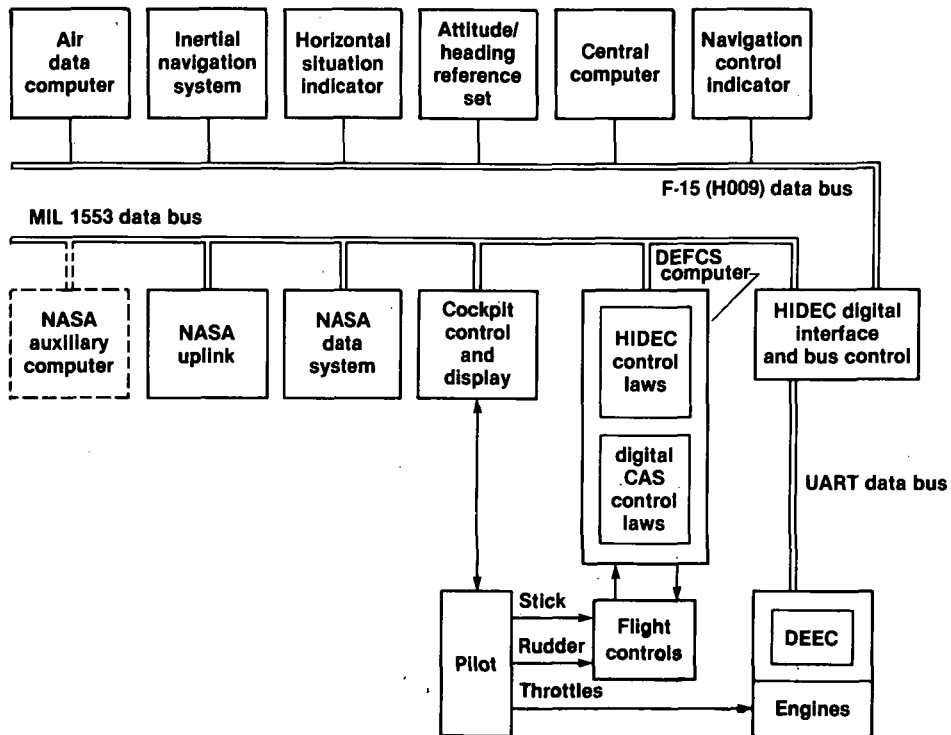 Air
data
computer
Inertial
navigation
system
Horizontal
situation
indicator
Attitude/
heading
reference
set
Central
computer
Navigation
control
indicator
F-15 (H009) data bus
MIL 1553 data bus
DEFCS
computer
NASA
auxiliary
computer
NASA
uplink
NASA
data
system
Cockpit
control
and
display
HIDEC
control
laws
HIDEC digital
interface
and bus control
digital
CAS
control
laws
UART data bus
Pilot
Stick
Rudder
Throttles
Flight
controls
DEEC
Engines